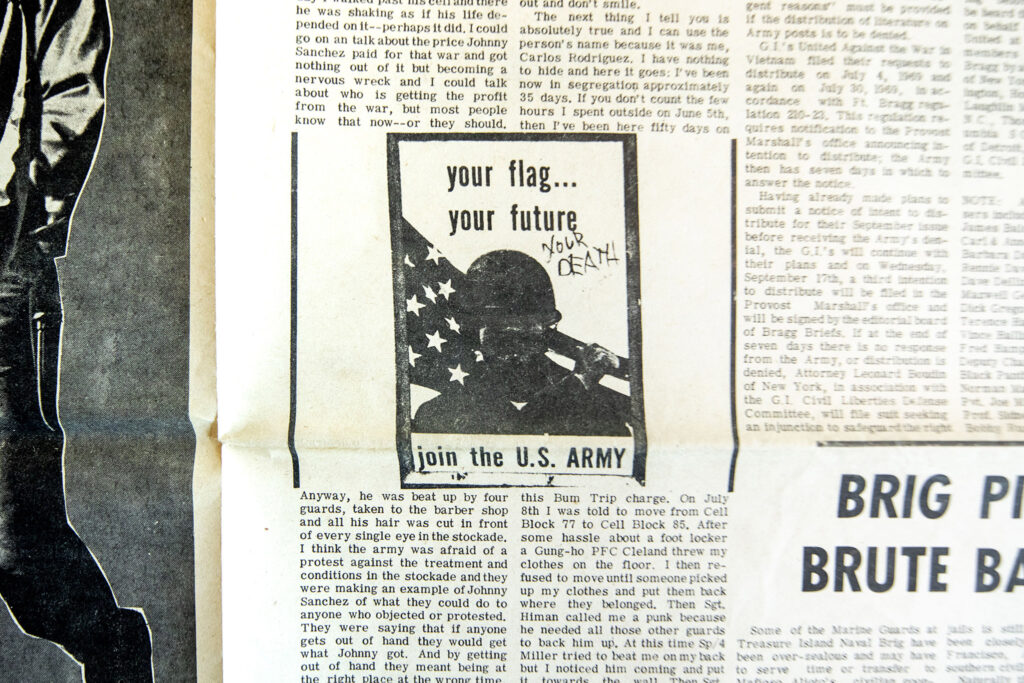 he was shaking as if his life de-
pended on it--perhaps it did. I could
go on an talk about the price Johnny
Sanchez paid for that war and got
nothing out of it but becoming a
nervous wreck and I could talk
about who is getting the profit
from the war, but most people
know that now--or they should.
Anyway, he was beat up by four
guards, taken to the barber shop
and all his hair was cut in front
of every single eye in the stockade.
I think the army was afraid of a
protest against the treatment and
conditions in the stockade and they
were making an example of Johnny
Sanchez of what they could do to
anyone who objected or protested.
They were saying that if anyone
gets out of hand they would get
what Johnny got. And by getting
out of hand they meant being at
the right place at the wrong time.
out and don't smile.
The next thing I tell you is
absolutely true and I can use the
person's name because it was me,
Carlos Rodriguez. I have nothing
to hide and here it goes: I've been
now in segregation approximately
35 days. If you don't count the few
hours I spent outside on June 5th,
then I've been here fifty days on
your flag...
your future
YOUR
DEATH
join the U.S. ARMY
this Bum Trip charge. On July
8th I was told to move from Cell
Block 77 to Cell Block 85. After
some hassle about a foot locker
a Gung-ho PFC Cleland threw my
clothes on the floor. I then re-
fused to move until someone picked
up my clothes and put them back
where they belonged. Then Sgt.
Himan called me a punk because
he needed all those other guards
to back him up. At this time Sp/4
Miller tried to beat me on my back
but I noticed him coming and put
it towards the wall. Then Sgt.
gent reasons" must be provided
if the distribution of literature on
Army posts is to be denied.
G.I.'s United Against the War in
Vietnam filed their requests to
distribute on July 4, 1969 and
again on July 30, 1969, in ac-
cordance with Ft. Bragg regu-
lation 210-23. This regulation re-
quires notification to the Provost
Marshall's office announcing in-
tention to distribute; the Army
then has seven days in which to
answer the notice.
Having already made plans to
submit a notice of intent to dis-
tribute for their September issue
before receiving the Army's den-
ial, the G.I.'s will continue with
their plans and on Wednesday,
September 17th, a third intention
to distribute will be filed in the
Provost Marshall's office and
will be signed by the editorial board
of Bragg Briefs. If at the end of
seven days there is no response
from the Army, or distribution is
denied, Attorney Leonard Boudin
of New York, in association with
the G.I. Civil Liberties Defense
Committee, will file suit seeking
an injunction to safeguard the right
BRIG
BRUTE
Some of the Marine Guards at
Treasure Island Naval Brig have
been over-zealous and may have
to serve time or transfer to
jails is
been closely
Francisco,
southern